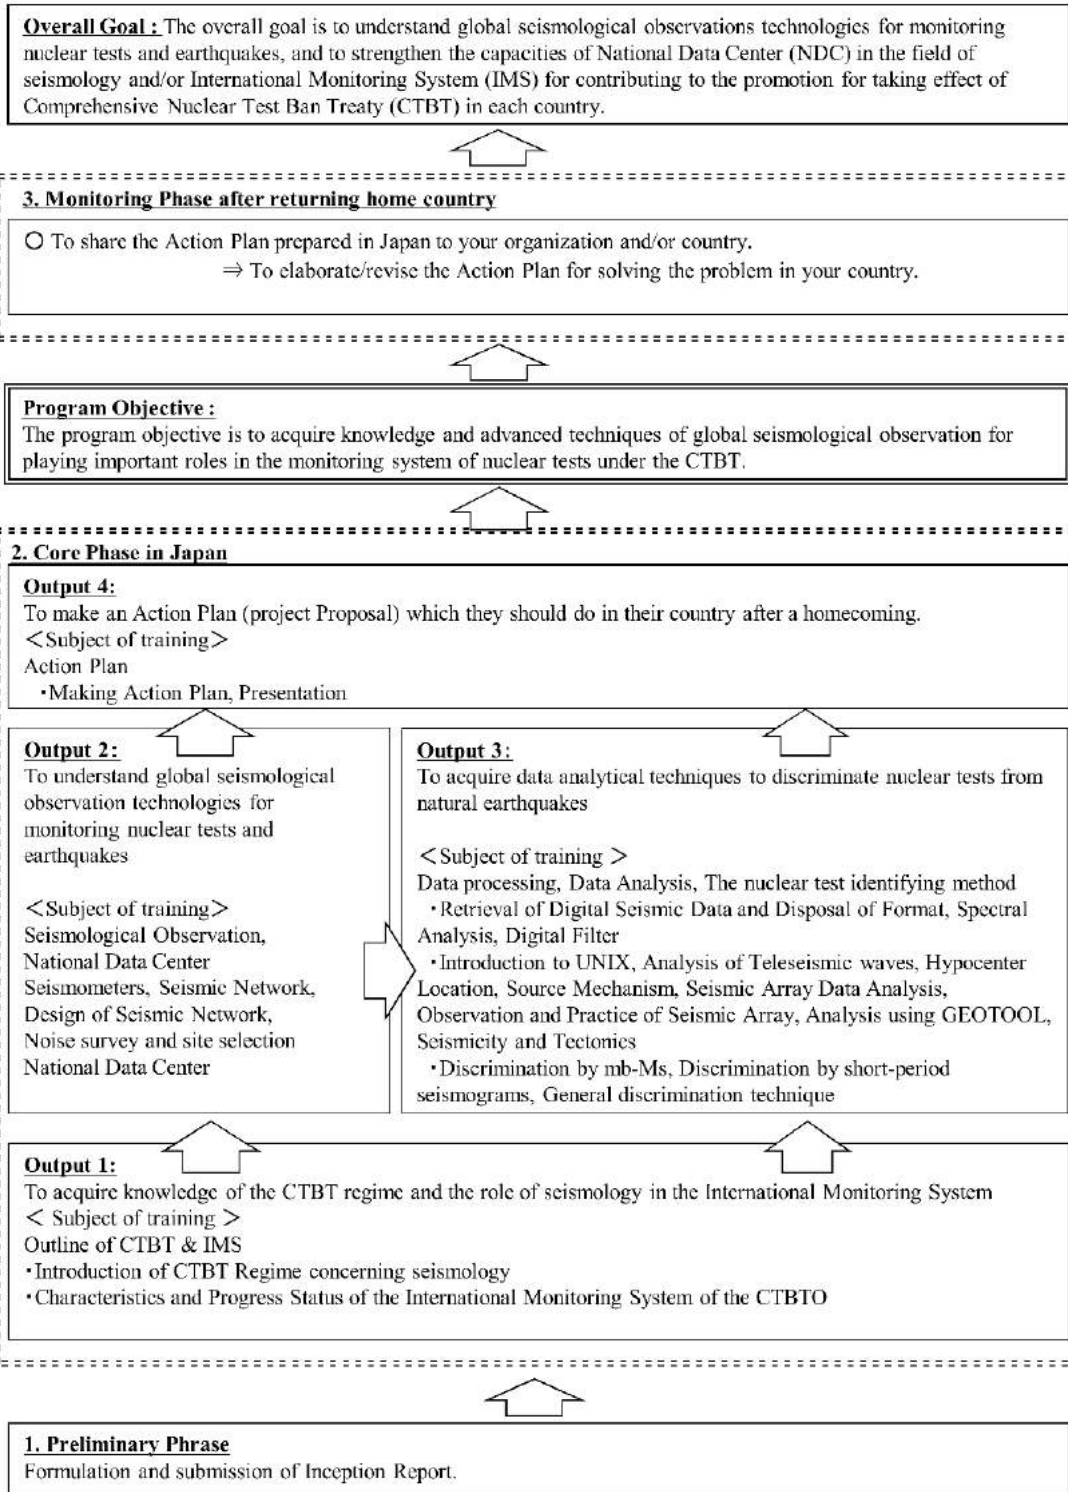 Overall Goal : The overall goal is to understand global seismological observations technologies for monitoring
nuclear tests and earthquakes, and to strengthen the capacities of National Data Center (NDC) in the field of
seismology and/or International Monitoring System (IMS) for contributing to the promotion for taking effect of
Comprehensive Nuclear Test Ban Treaty (CTBT) in each country.
3. Monitoring Phase after returning home country
○ To share the Action Plan prepared in Japan to your organization and/or country.
⇒ To elaborate/revise the Action Plan for solving the problem in your country.
Program Objective :
The program objective is to acquire knowledge and advanced techniques of global seismological observation for
playing important roles in the monitoring system of nuclear tests under the CTBT.
2. Core Phase in Japan
Output 4:
To make an Action Plan (project Proposal) which they should do in their country after a homecoming.
<Subject of training>
Action Plan
・Making Action Plan, Presentation
Output 2:
To understand global seismological
observation technologies for
monitoring nuclear tests and
earthquakes
<Subject of training>
Seismological Observation,
National Data Center
Seismometers, Seismic Network,
Design of Seismic Network,
Noise survey and site selection
National Data Center
Output 3:
To acquire data analytical techniques to discriminate nuclear tests from
natural earthquakes
<Subject of training >
Data processing, Data Analysis, The nuclear test identifying method
・Retrieval of Digital Seismic Data and Disposal of Format, Spectral
Analysis, Digital Filter
・Introduction to UNIX, Analysis of Teleseismic waves, Hypocenter
Location, Source Mechanism, Seismic Array Data Analysis,
Observation and Practice of Seismic Array, Analysis using GEOTOOL,
Seismicity and Tectonics
・Discrimination by mb-Ms, Discrimination by short-period
seismograms, General discrimination technique
Output 1:
To acquire knowledge of the CTBT regime and the role of seismology in the International Monitoring System
< Subject of training >
Outline of CTBT & IMS
・Introduction of CTBT Regime concerning seismology
・Characteristics and Progress Status of the International Monitoring System of the CTBTO
1. Preliminary Phrase
Formulation and submission of Inception Report.